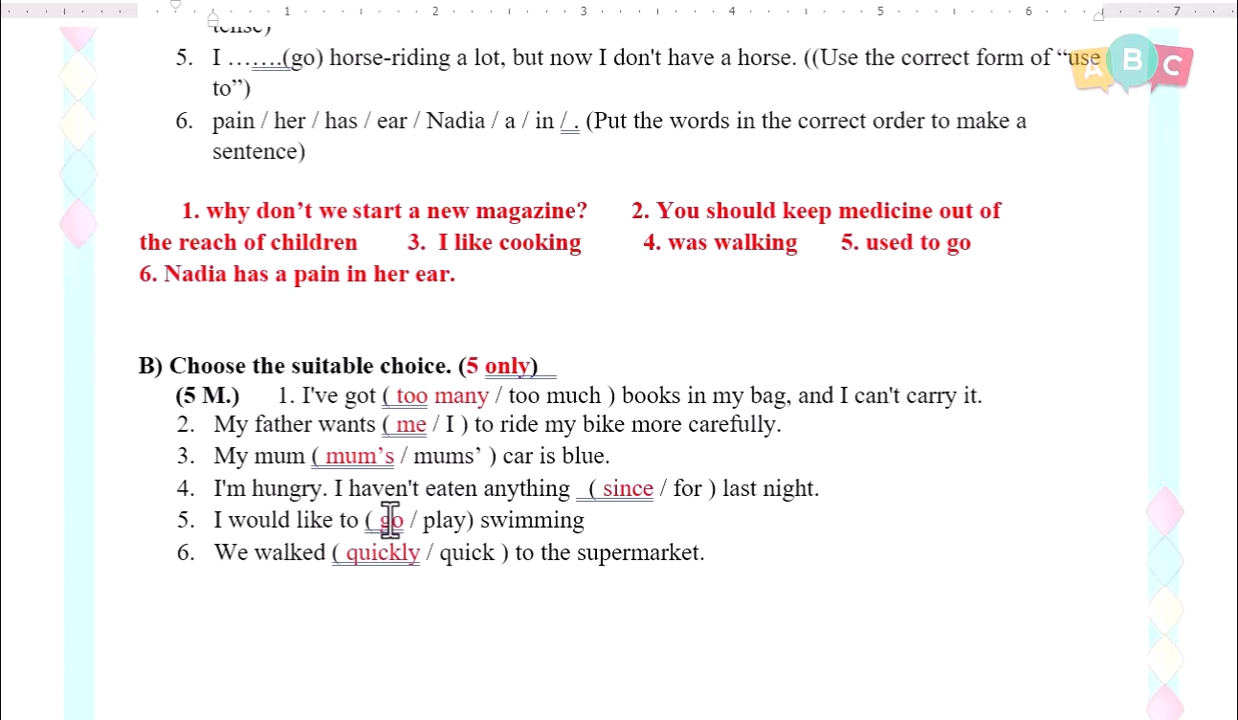 1 2 3 4 5 6 7
5. I …….(go) horse-riding a lot, but now I don't have a horse. ((Use the correct form of “use
to”)
A B C
6. pain / her / has / ear / Nadia / a / in / . (Put the words in the correct order to make a
sentence)
1. why don’t we start a new magazine? 2. You should keep medicine out of
the reach of children 3. I like cooking 4. was walking 5. used to go
6. Nadia has a pain in her ear.
B) Choose the suitable choice. (5 only)
(5 M.) 1. I've got ( too many / too much ) books in my bag, and I can't carry it.
2. My father wants ( me / I ) to ride my bike more carefully.
3. My mum ( mum’s / mums’ ) car is blue.
4. I'm hungry. I haven't eaten anything ( since / for ) last night.
5. I would like to ( go / play) swimming
6. We walked ( quickly / quick ) to the supermarket.